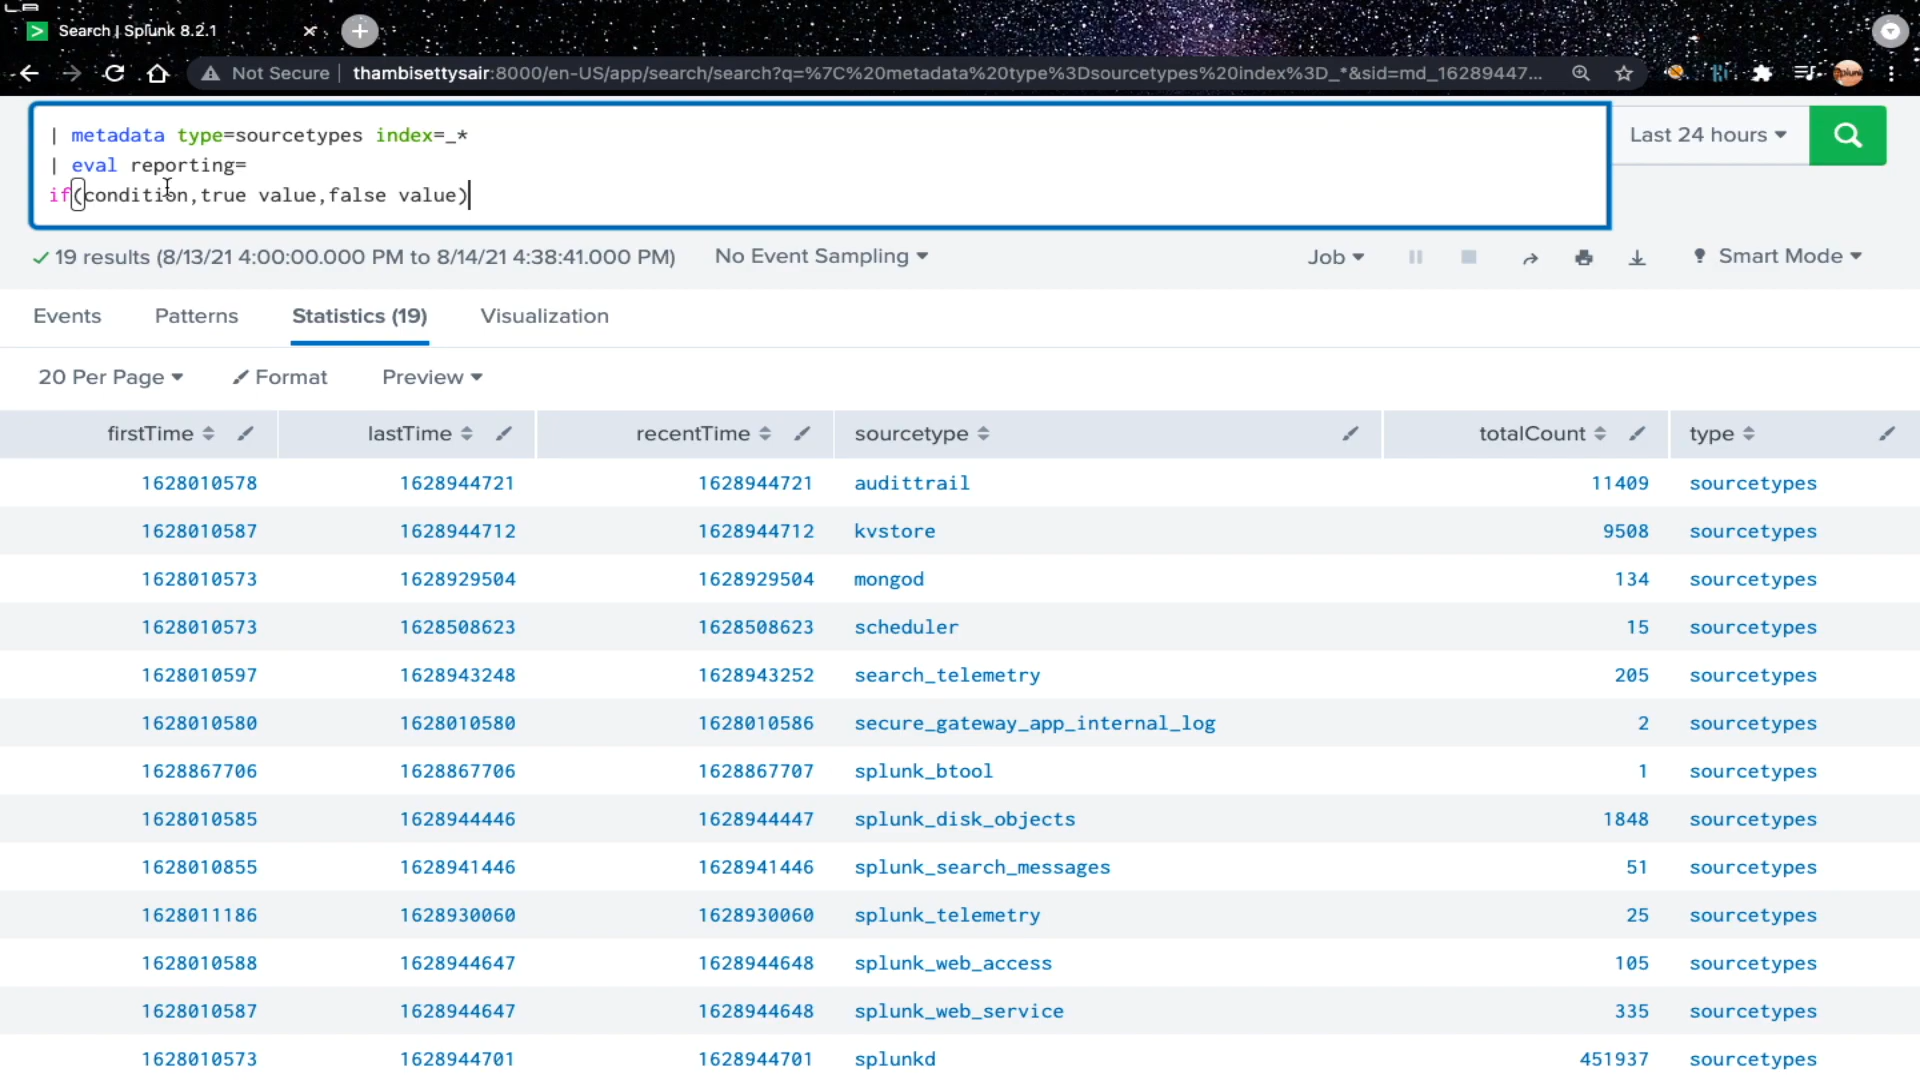 Search | Splunk 8.2.1
Not Secure | thambisettysair:8000/en-US/app/search/search?q=%7C%20metadata%20type%3Dsourcetypes%20index%3D_*&sid=md_16289447...
| metadata type=sourcetypes index=_*
| eval reporting=
if(condition,true value,false value)
Last 24 hours
19 results (8/13/21 4:00:00.000 PM to 8/14/21 4:38:41.000 PM) No Event Sampling Job Smart Mode
Events Patterns Statistics (19) Visualization
20 Per Page Format Preview
firstTime lastTime recentTime sourcetype totalCount type
1628010578 1628944721 1628944721 audittrail 11409 sourcetypes
1628010587 1628944712 1628944712 kvstore 9508 sourcetypes
1628010573 1628929504 1628929504 mongod 134 sourcetypes
1628010573 1628508623 1628508623 scheduler 15 sourcetypes
1628010597 1628943248 1628943252 search_telemetry 205 sourcetypes
1628010580 1628010580 1628010586 secure_gateway_app_internal_log 2 sourcetypes
1628867706 1628867706 1628867707 splunk_btool 1 sourcetypes
1628010585 1628944446 1628944447 splunk_disk_objects 1848 sourcetypes
1628010855 1628941446 1628941446 splunk_search_messages 51 sourcetypes
1628011186 1628930060 1628930060 splunk_telemetry 25 sourcetypes
1628010588 1628944647 1628944648 splunk_web_access 105 sourcetypes
1628010587 1628944647 1628944648 splunk_web_service 335 sourcetypes
1628010573 1628944701 1628944701 splunkd 451937 sourcetypes